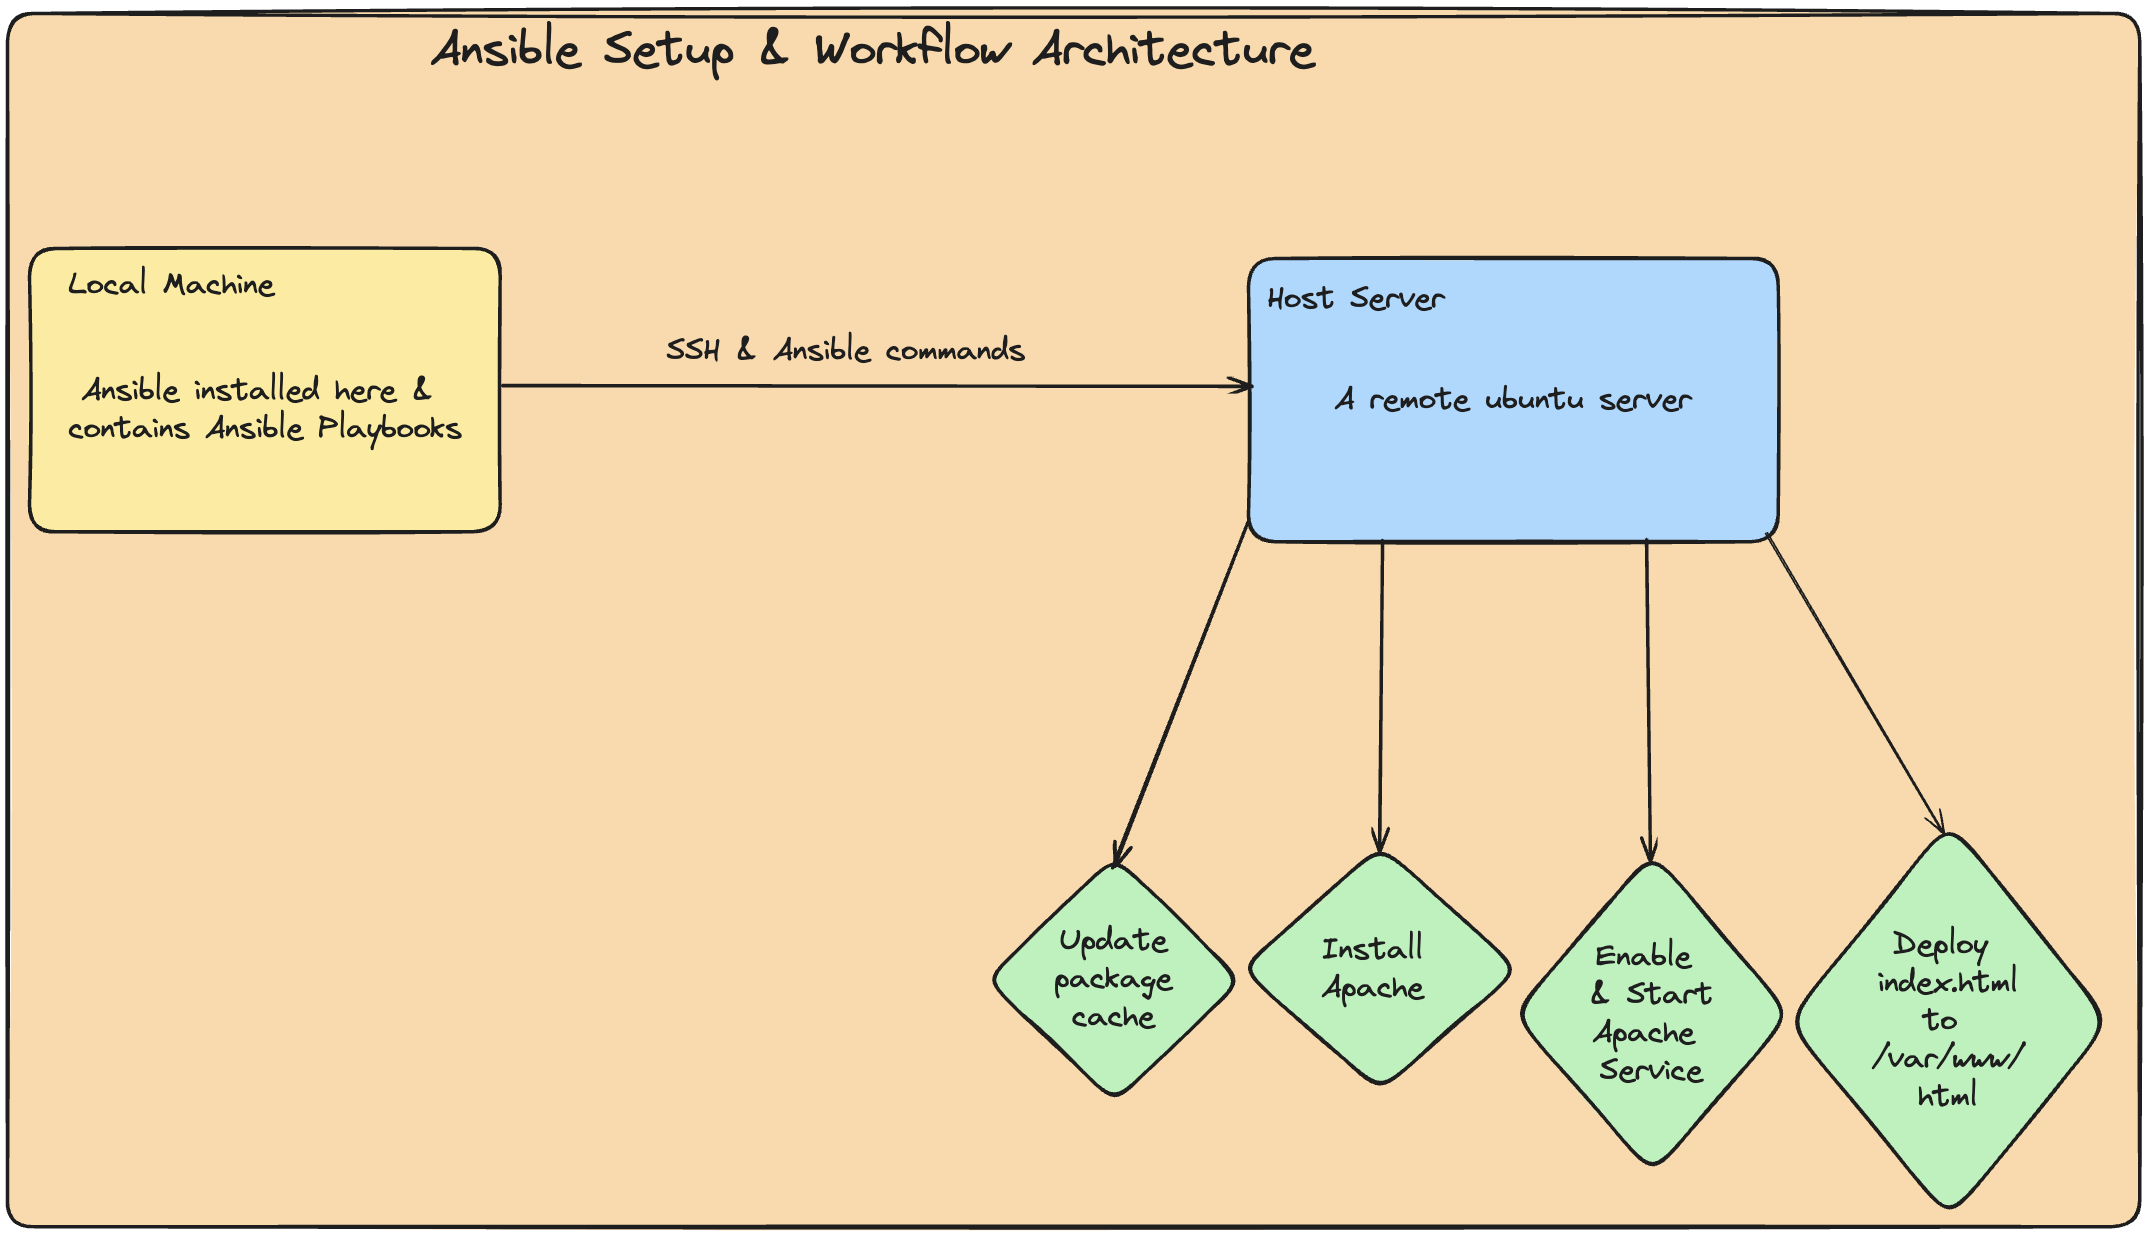 Ansible Setup & Workflow Architecture
Local Machine
Ansible installed here &
contains Ansible Playbooks
SSH & Ansible commands
Host Server
A remote ubuntu server
Update
package
cache
Install
Apache
Enable
& Start
Apache
Service
Deploy
index.html
to
/var/www/
html